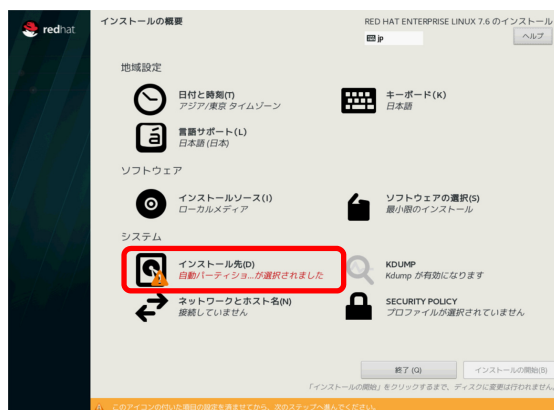 redhat
インストールの概要
RED HAT ENTERPRISE LINUX 7.6 のインストール
jp
ヘルプ
地域設定
日付と時刻(T)
アジア/東京 タイムゾーン
キーボード(K)
日本語
言語サポート(L)
日本語 (日本)
ソフトウェア
インストールソース(I)
ローカルメディア
ソフトウェアの選択(S)
最小限のインストール
システム
インストール先(D)
自動パーティショ...が選択されました
KDUMP
Kdump が有効になります
ネットワークとホスト名(N)
接続していません
SECURITY POLICY
プロファイルが選択されていません
終了 (Q)
インストールの開始(B)
「インストールの開始」をクリックするまで、ディスクに変更は行われません。
このアイコンの付いた項目の設定を済ませてから、次のステップへ進んでください。